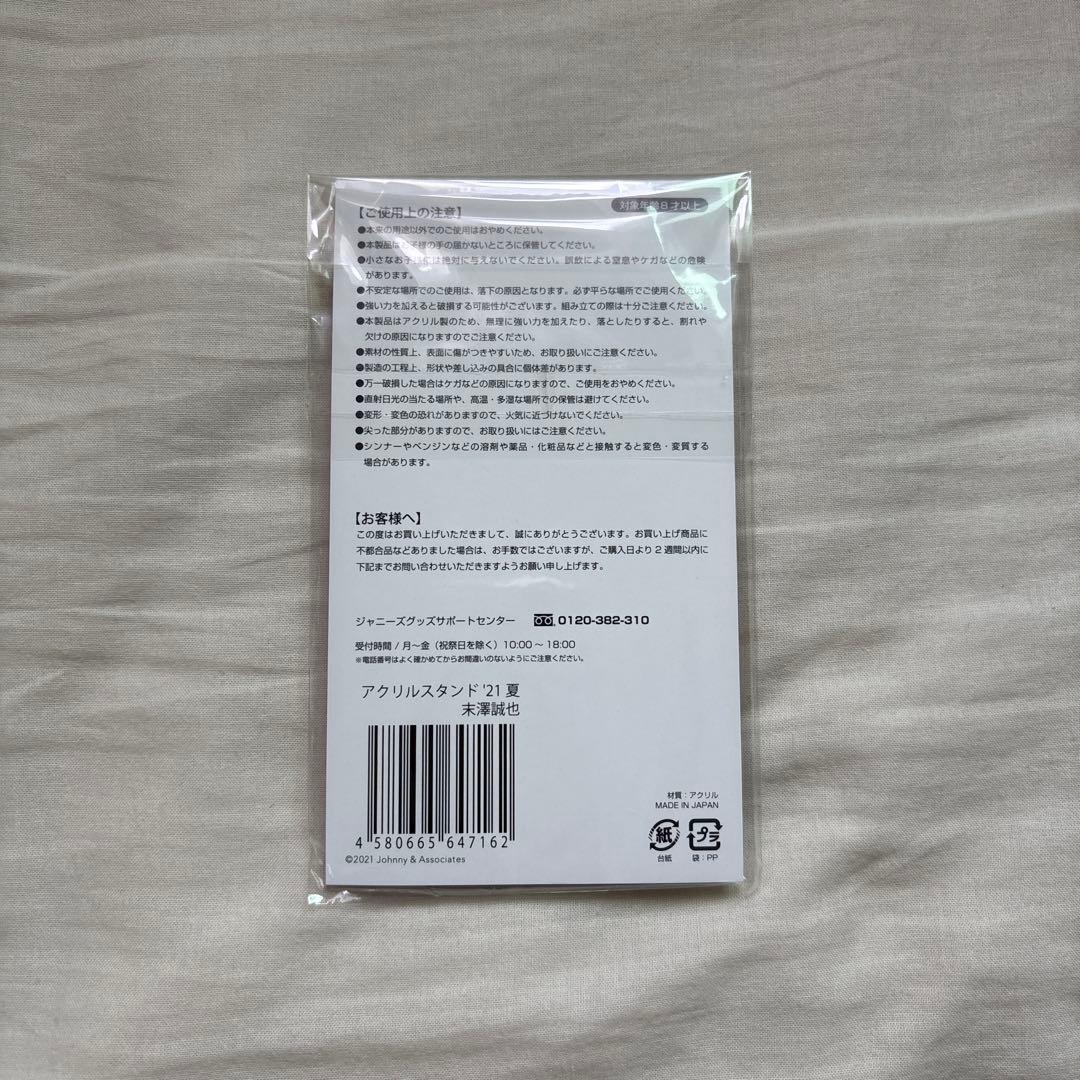 対象年齢8才以上
【ご使用上の注意】
●本来の用途以外でのご使用はおやめください。
●本製品はお子様の手の届かないところに保管してください。
●小さなお子様には絶対に与えないでください。誤飲による窒息やケガなどの危険
があります。
●不安定な場所でのご使用は、落下の原因となります。必ず平らな場所でご使用ください。
●強い力を加えると破損する可能性がございます。組み立ての際は十分ご注意ください。
●本製品はアクリル製のため、無理に強い力を加えたり、落としたりすると、割れや
欠けの原因になりますのでご注意ください。
●素材の性質上、表面に傷がつきやすいため、お取り扱いにご注意ください。
●製造の工程上、形状や差し込みの具合に個体差があります。
●万一破損した場合はケガなどの原因になりますので、ご使用をおやめください。
●直射日光の当たる場所や、高温・多湿な場所での保管は避けてください。
●変形・変色の恐れがありますので、火気に近づけないでください。
●尖った部分がありますので、お取り扱いにはご注意ください。
●シンナーやベンジンなどの溶剤や薬品・化粧品などと接触すると変色・変質する
場合があります。
【お客様へ】
この度はお買い上げいただきまして、誠にありがとうございます。お買い上げ商品に
不都合品などありました場合は、お手数ではございますが、ご購入日より2週間以内に
下記までお問い合わせいただきますようお願い申し上げます。
ジャニーズグッズサポートセンター 0120-382-310
受付時間 / 月〜金（祝祭日を除く）10:00〜18:00
※電話番号はよく確かめてからお間違いのないようにご注意ください。
アクリルスタンド '21 夏
末澤誠也
4 580665 647162
©2021 Johnny & Associates
材質：アクリル
MADE IN JAPAN
紙 プラ
台紙 袋：PP